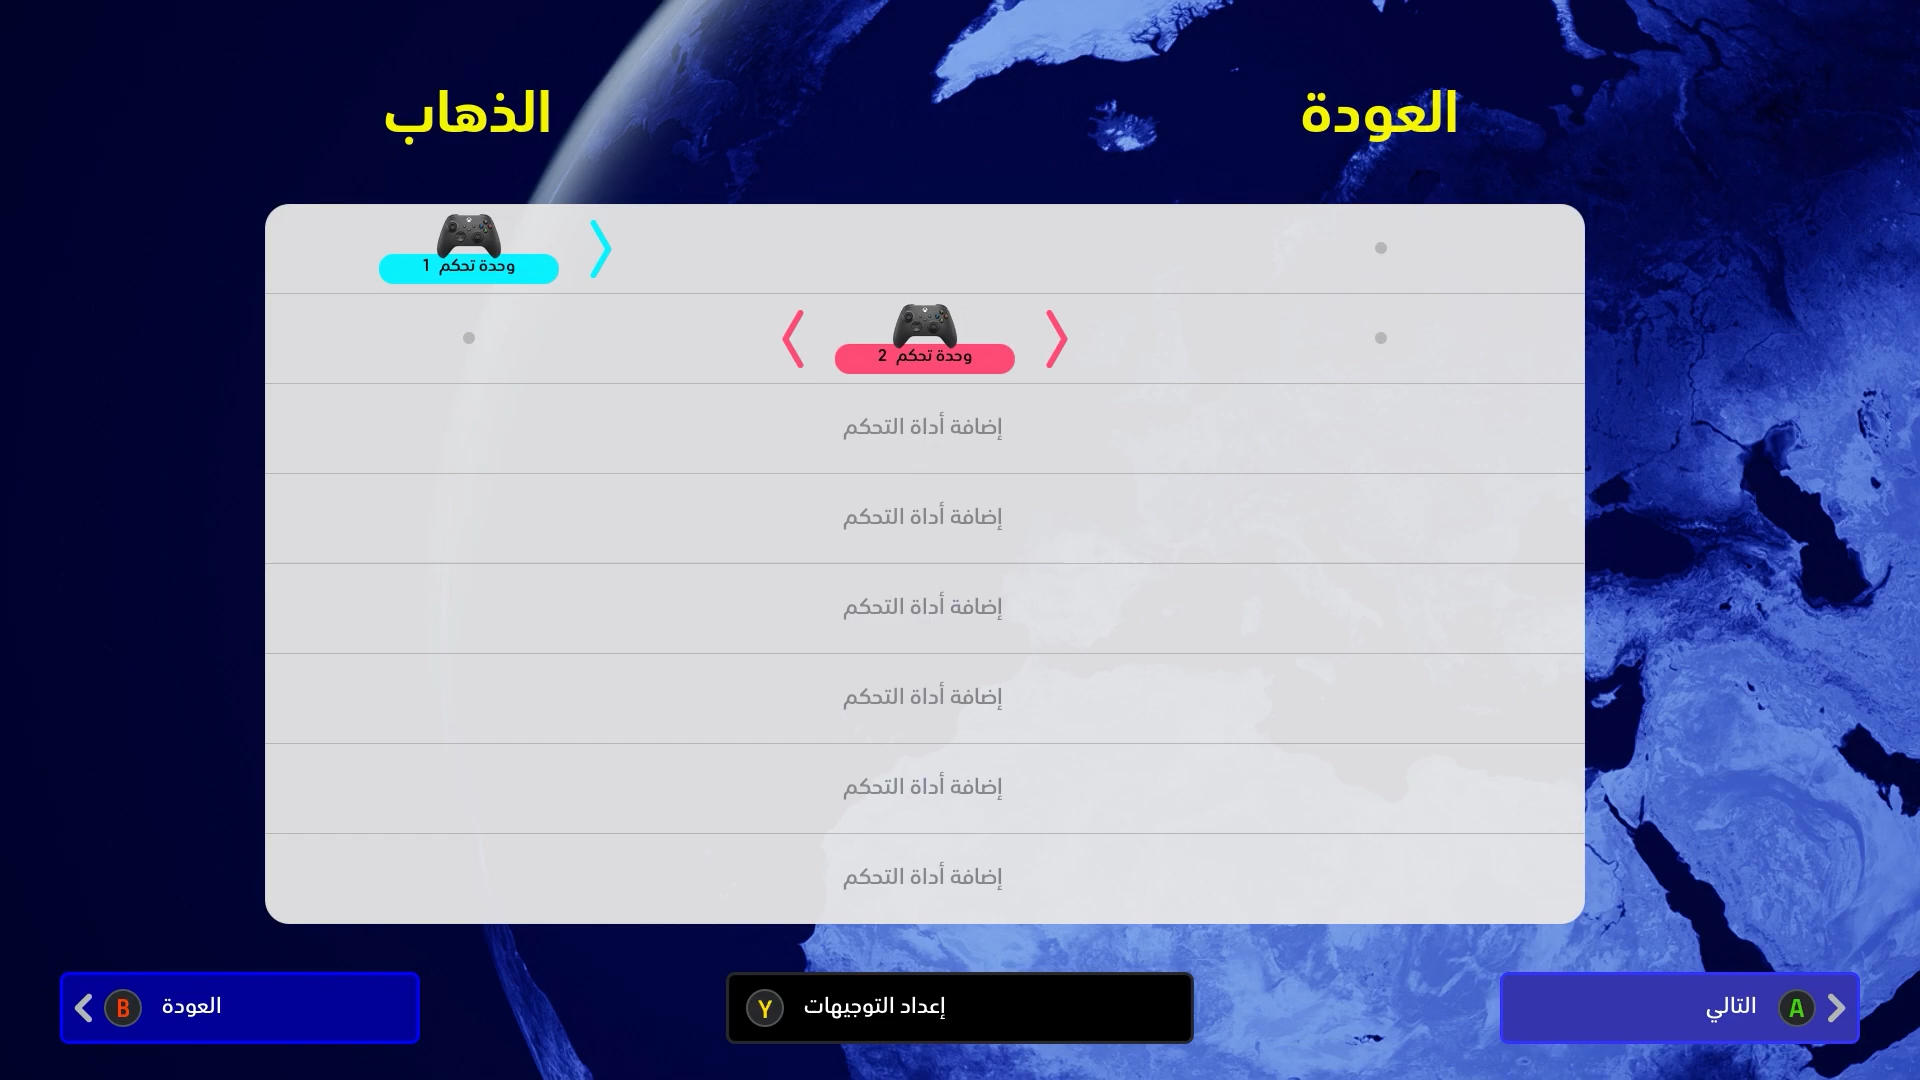 العودة
الذهاب
وحدة تحكم 1
وحدة تحكم 2
إضافة أداة التحكم
إضافة أداة التحكم
إضافة أداة التحكم
إضافة أداة التحكم
إضافة أداة التحكم
إضافة أداة التحكم
A التالي
Y إعداد التوجيهات
B العودة